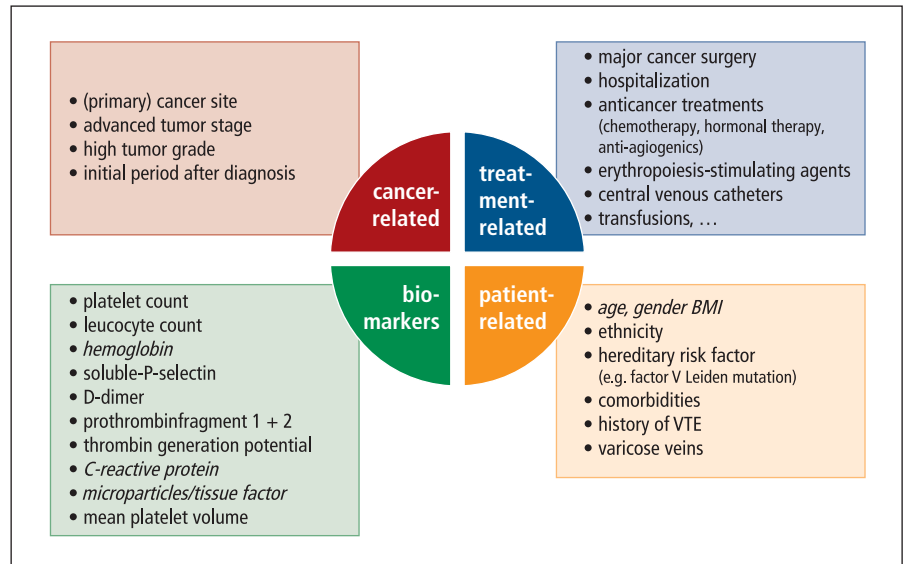 • (primary) cancer site
• advanced tumor stage
• high tumor grade
• initial period after diagnosis
• major cancer surgery
• hospitalization
• anticancer treatments
(chemotherapy, hormonal therapy,
anti-agiogenics)
• erythropoiesis-stimulating agents
• central venous catheters
• transfusions, …
cancer-
related
treat-
ment-
related
bio-
markers
patient-
related
• platelet count
• leucocyte count
• hemoglobin
• soluble-P-selectin
• D-dimer
• prothrombinfragment 1 + 2
• thrombin generation potential
• C-reactive protein
• microparticles/tissue factor
• mean platelet volume
• age, gender BMI
• ethnicity
• hereditary risk factor
(e.g. factor V Leiden mutation)
• comorbidities
• history of VTE
• varicose veins